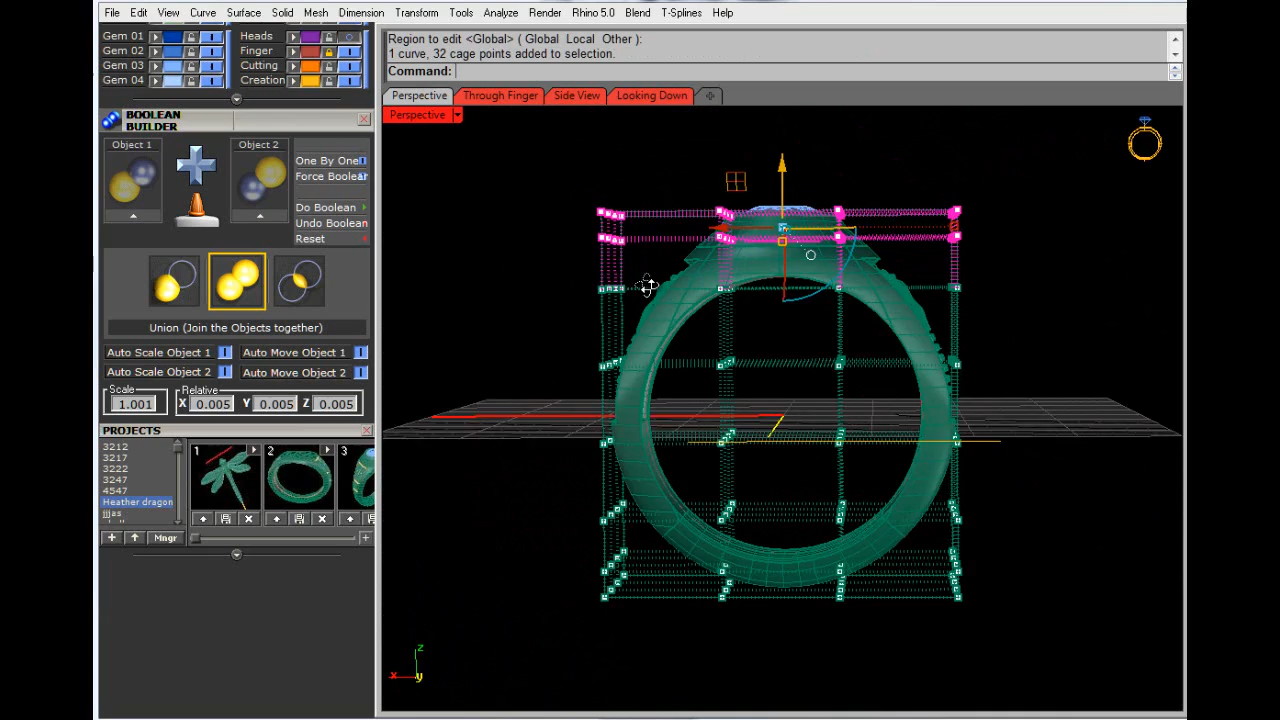 File Edit View Curve Surface Solid Mesh Dimension Transform Tools Analyze Render Rhino 5.0 Blend T-Splines Help
Gem 01 Heads
Gem 02 Finger
Gem 03 Cutting
Gem 04 Creation
Region to edit <Global> ( Global Local Other ):
1 curve, 32 cage points added to selection.
Command:
Perspective Through Finger Side View Looking Down
Perspective
BOOLEAN
BUILDER
Object 1 Object 2
One By One
Force Boolean
Do Boolean
Undo Boolean
Reset
Union (Join the Objects together)
Auto Scale Object 1 Auto Move Object 1
Auto Scale Object 2 Auto Move Object 2
Scale Relative
1.001 X 0.005 Y 0.005 Z 0.005
PROJECTS
3212
3217
3222
3247
4547
Heather dragon
1 2 3
Mngr
z
x y